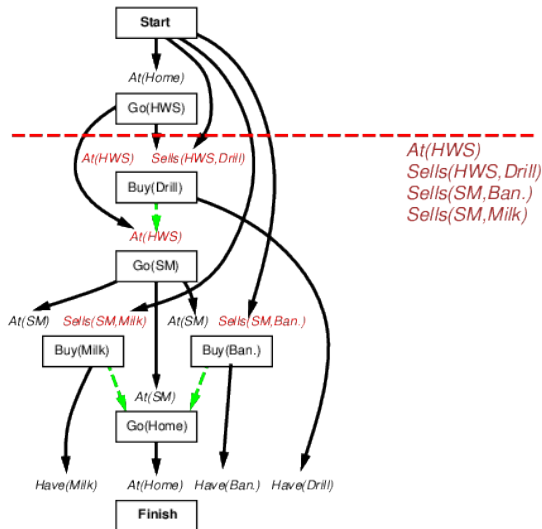 Start
At(Home)
Go(HWS)
At(HWS) Sells(HWS,Drill)
Buy(Drill)
At(HWS)
Go(SM)
At(SM) Sells(SM,Milk) At(SM) Sells(SM,Ban.)
Buy(Milk) Buy(Ban.)
At(SM)
Go(Home)
Have(Milk) At(Home) Have(Ban.) Have(Drill)
Finish
At(HWS)
Sells(HWS,Drill)
Sells(SM,Ban.)
Sells(SM,Milk)